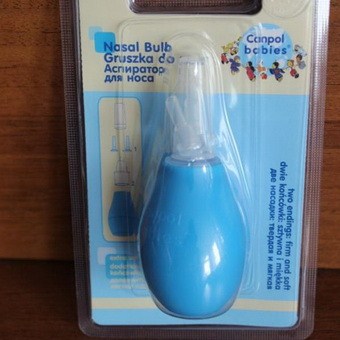 Nasal Bulb
Gruszka do
Аспиратор
для носа
Canpol
babies
two endings: firm and soft
dwie końcówki: sztywna i miękka
две насадки: твердая и мягкая